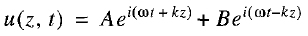 u(z, t) = Ae^{i(ωt + kz)} + Be^{i(ωt−kz)}